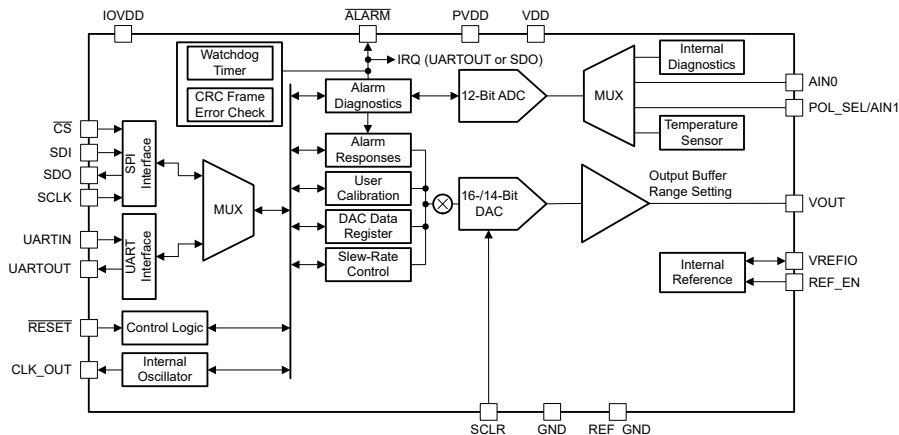 IOVDD
ALARM
PVDD
VDD
Watchdog
Timer
CRC Frame
Error Check
IRQ (UARTOUT or SDO)
Alarm
Diagnostics
12-Bit ADC
MUX
Internal
Diagnostics
Temperature
Sensor
AIN0
POL_SEL/AIN1
CS
SDI
SDO
SCLK
SPI
Interface
UARTIN
UARTOUT
UART
Interface
MUX
Alarm
Responses
User
Calibration
DAC Data
Register
Slew-Rate
Control
16-/14-Bit
DAC
Output Buffer
Range Setting
VOUT
Internal
Reference
VREFIO
REF_EN
RESET
Control Logic
CLK_OUT
Internal
Oscillator
SCLR
GND
REF_GND